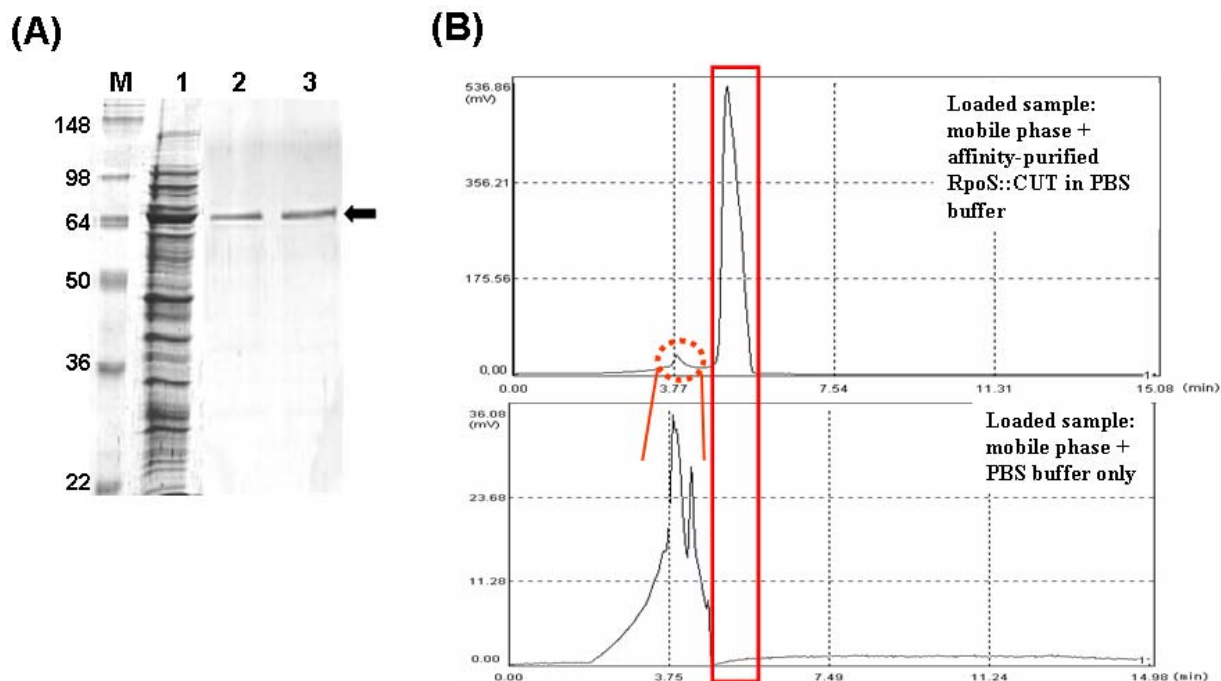 (A)
M 1 2 3
148
98
64
50
36
22
(B)
536.86
(mV)
356.21
175.56
0.00
0.00 3.77 7.54 11.31 15.08 (min)
1
Loaded sample:
mobile phase +
affinity-purified
RpoS::CUT in PBS
buffer
36.08
(mV)
23.68
11.28
0.00
0.00 3.75 7.49 11.24 14.98 (min)
1
Loaded sample:
mobile phase +
PBS buffer only